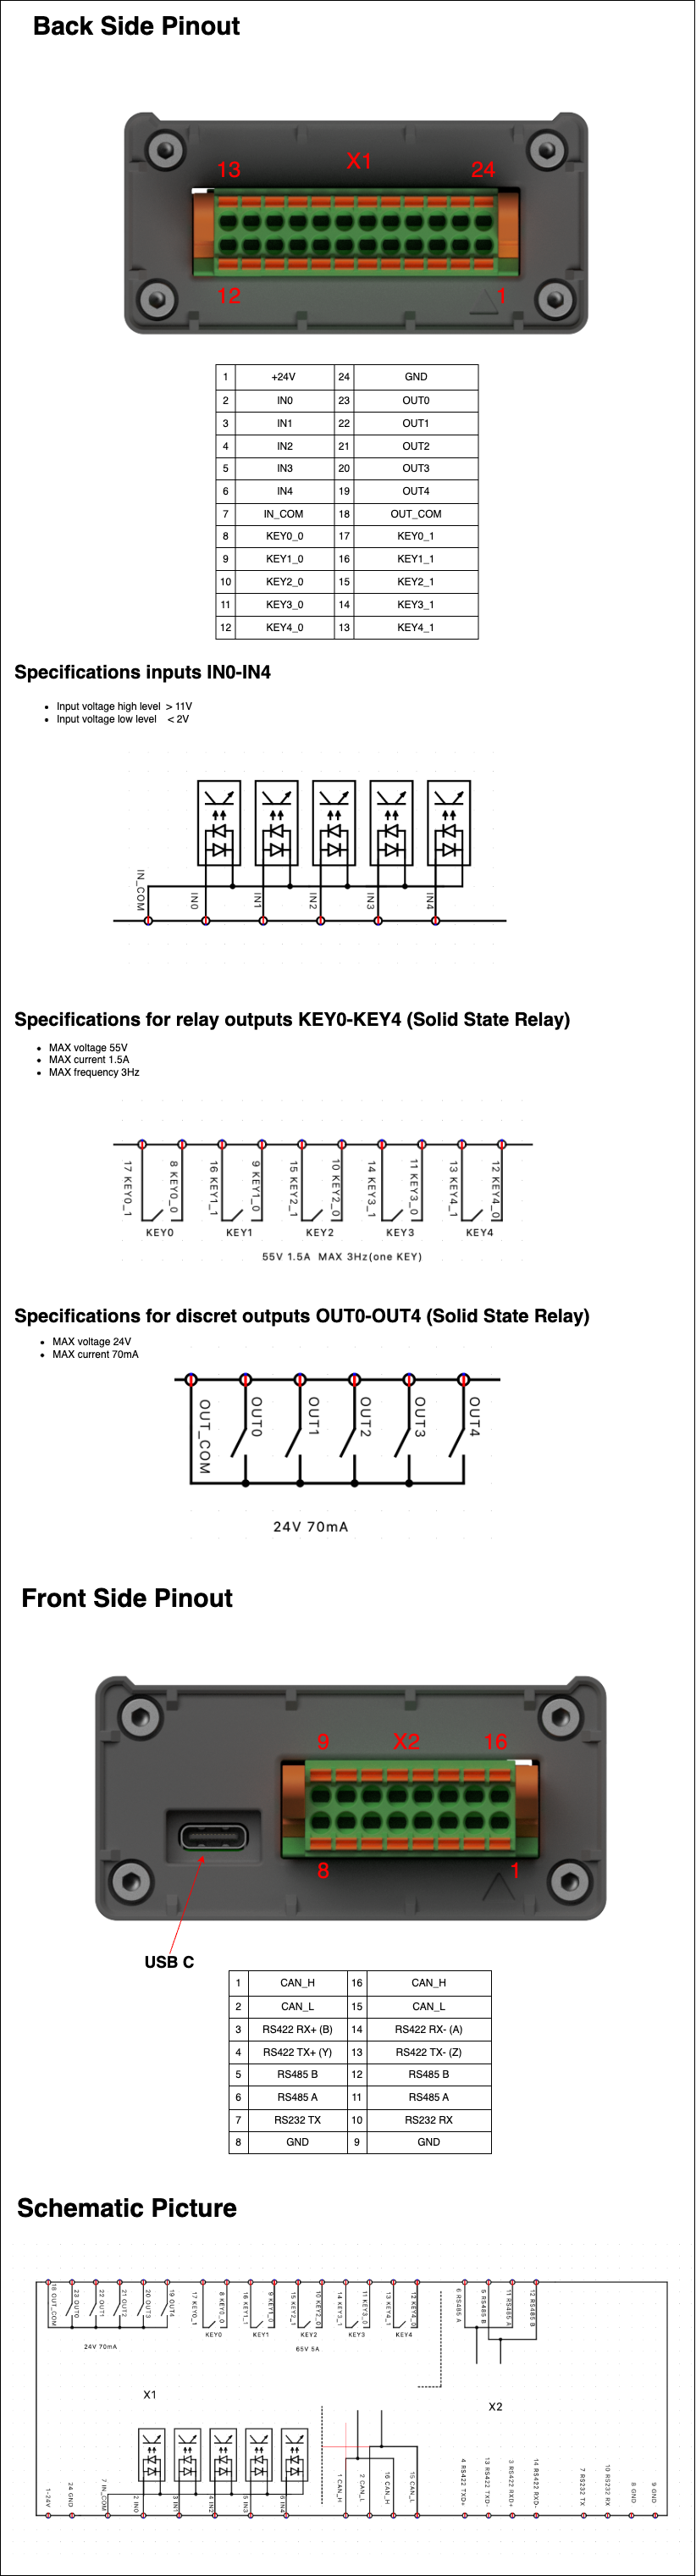 Back Side Pinout
13 X1 24
12 1
1 +24V 24 GND
2 IN0 23 OUT0
3 IN1 22 OUT1
4 IN2 21 OUT2
5 IN3 20 OUT3
6 IN4 19 OUT4
7 IN_COM 18 OUT_COM
8 KEY0_0 17 KEY0_1
9 KEY1_0 16 KEY1_1
10 KEY2_0 15 KEY2_1
11 KEY3_0 14 KEY3_1
12 KEY4_0 13 KEY4_1
Specifications inputs IN0-IN4
• Input voltage high level > 11V
• Input voltage low level < 2V
IN_COM IN0 IN1 IN2 IN3 IN4
Specifications for relay outputs KEY0-KEY4 (Solid State Relay)
• MAX voltage 55V
• MAX current 1.5A
• MAX frequency 3Hz
17 KEY0_1 8 KEY0_0 16 KEY1_1 9 KEY1_0 15 KEY2_1 10 KEY2_0 14 KEY3_1 11 KEY3_0 13 KEY4_1 12 KEY4_0
KEY0 KEY1 KEY2 KEY3 KEY4
55V 1.5A MAX 3Hz(one KEY)
Specifications for discret outputs OUT0-OUT4 (Solid State Relay)
• MAX voltage 24V
• MAX current 70mA
OUT_COM OUT0 OUT1 OUT2 OUT3 OUT4
24V 70mA
Front Side Pinout
9 X2 16
8 1
USB C
1 CAN_H 16 CAN_H
2 CAN_L 15 CAN_L
3 RS422 RX+ (B) 14 RS422 RX- (A)
4 RS422 TX+ (Y) 13 RS422 TX- (Z)
5 RS485 B 12 RS485 B
6 RS485 A 11 RS485 A
7 RS232 TX 10 RS232 RX
8 GND 9 GND
Schematic Picture
18 OUT_COM 23 OUT0 22 OUT1 21 OUT2 20 OUT3 19 OUT4 17 KEY0_1 8 KEY0_0 16 KEY1_1 9 KEY1_0 15 KEY2_1 10 KEY2_0 14 KEY3_1 11 KEY3_0 13 KEY4_1 12 KEY4_0 6 RS485 A 5 RS485 B 11 RS485 A 12 RS485 B
KEY0 KEY1 KEY2 KEY3 KEY4
24V 70mA 65V 5A
X1 X2
1-24V 24 GND 7 IN_COM 2 IN0 3 IN1 4 IN2 5 IN3 6 IN4 1 CAN_H 2 CAN_L 16 CAN_H 15 CAN_L 4 RS422 TXD+ 13 RS422 TXD- 3 RS422 RXD+ 14 RS422 RXD- 7 RS232 TX 10 RS232 RX 8 GND 9 GND